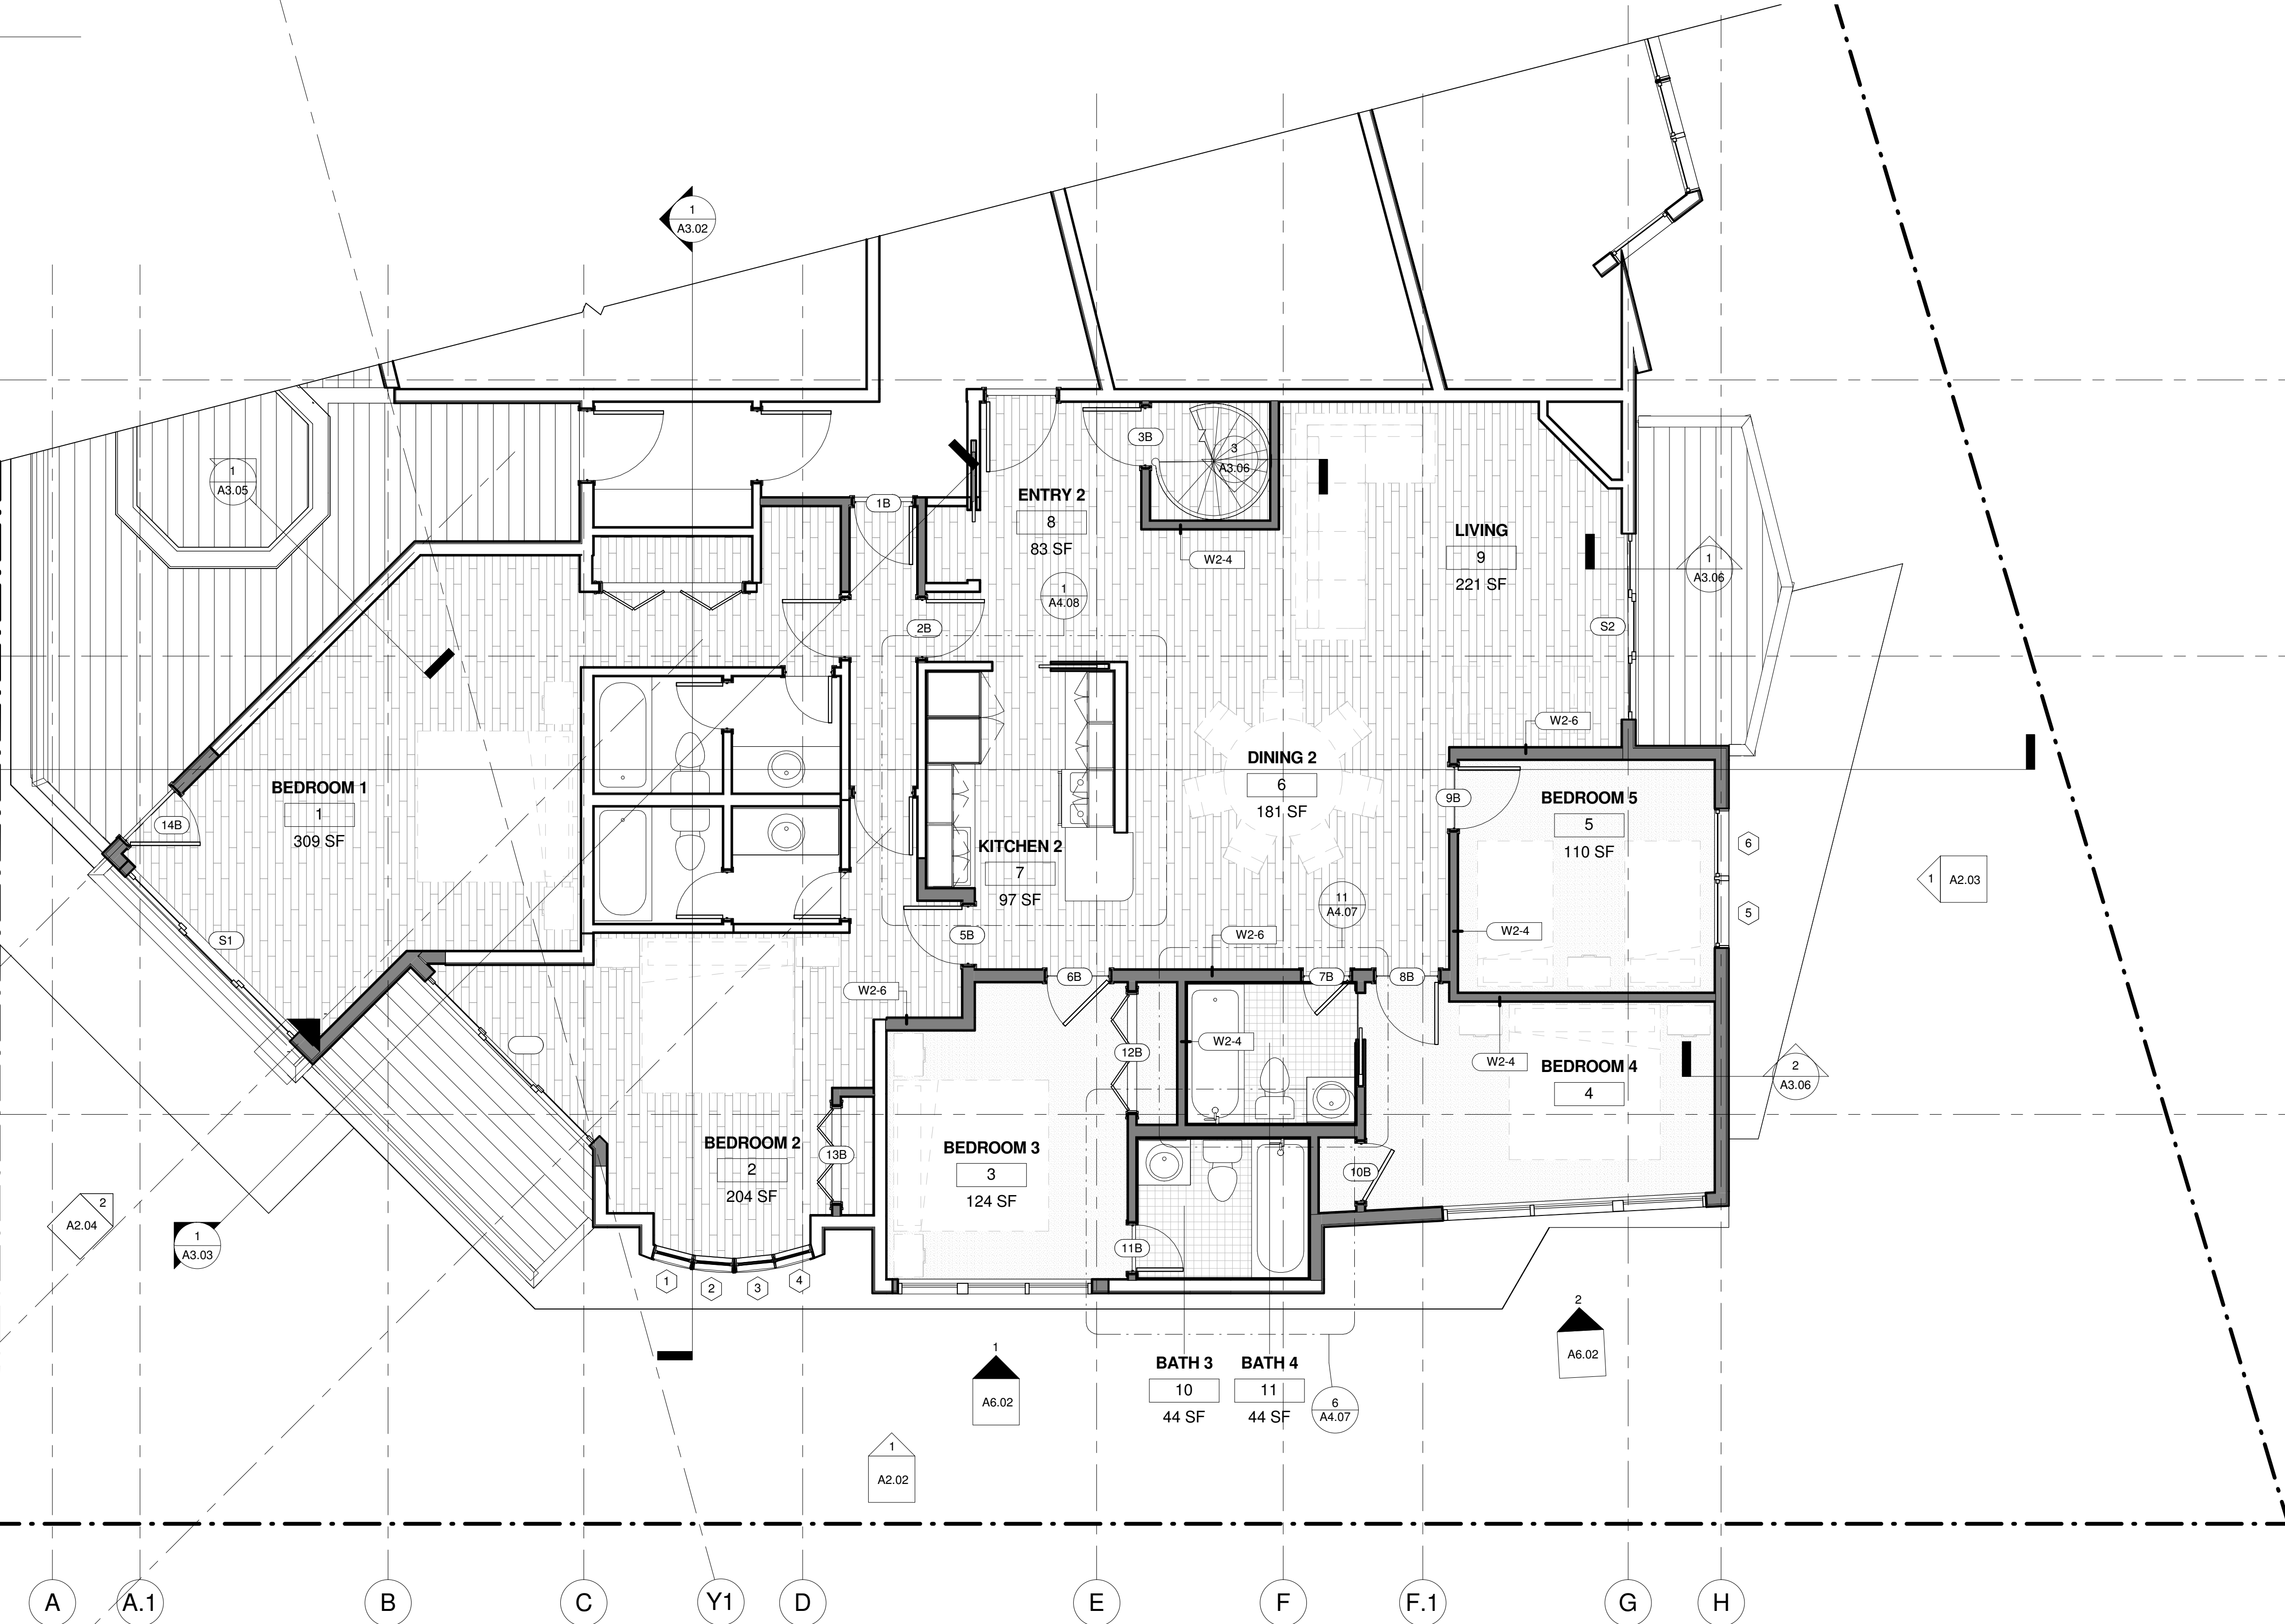 1
A3.02
1
A3.05
3B
3
A3.06
1B
ENTRY 2
8
83 SF
W2-4
LIVING
9
221 SF
1
A3.06
1
A4.08
2B
S2
W2-6
BEDROOM 1
1
309 SF
14B
DINING 2
6
181 SF
9B
BEDROOM 5
5
110 SF
6
5
1
A2.03
KITCHEN 2
7
97 SF
11
A4.07
S1
5B
W2-6
W2-4
6B
7B
8B
W2-6
W2-4
12B
W2-4
BEDROOM 4
4
2
A3.06
BEDROOM 2
2
204 SF
13B
BEDROOM 3
3
124 SF
10B
2
A2.04
1
A3.03
11B
1
2
3
4
1
A6.02
2
A6.02
BATH 3
10
44 SF
BATH 4
11
44 SF
6
A4.07
1
A2.02
A
A.1
B
C
Y1
D
E
F
F.1
G
H